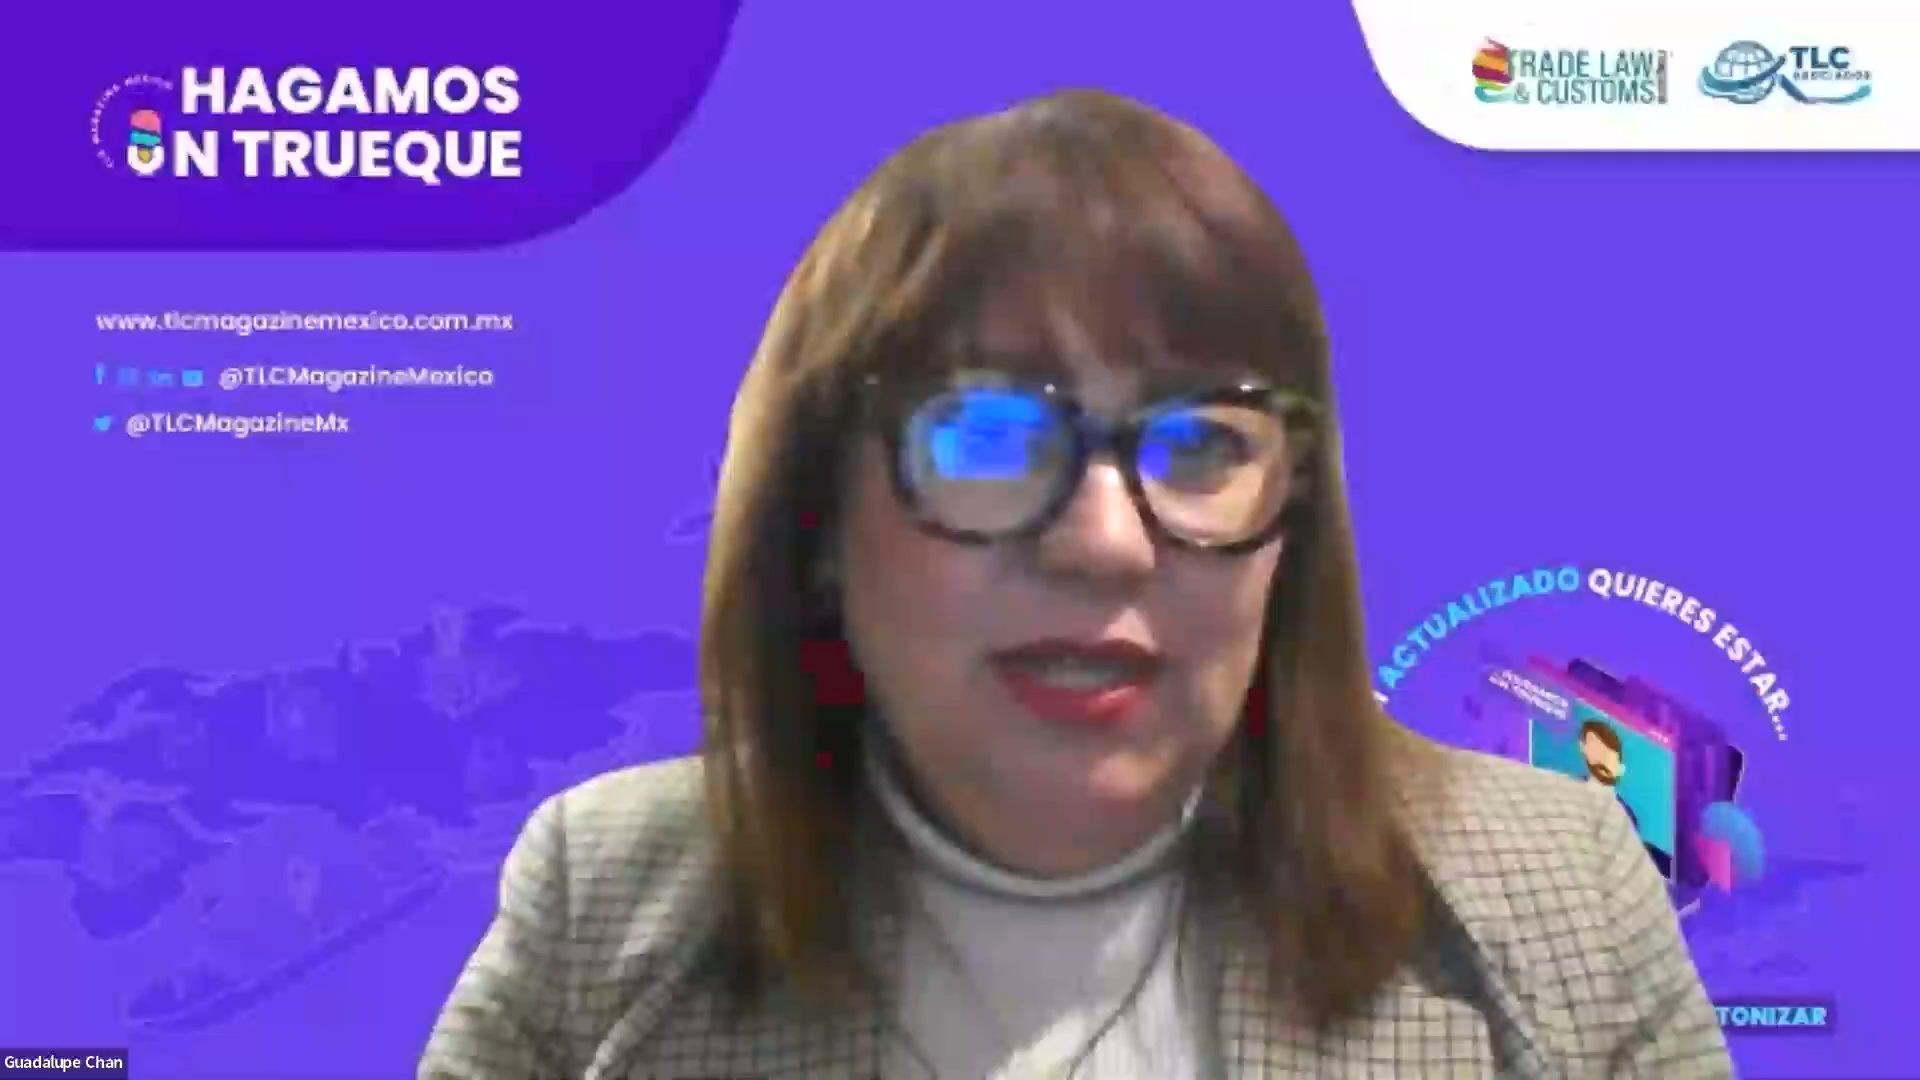 HAGAMOS
UN TRUEQUE
www.tlcmagazinemexico.com.mx
@TLCMagazineMexico
@TLCMagazineMx
TRADE LAW
& CUSTOMS
TLC
ASOCIADOS
ACTUALIZADO QUIERES ESTAR...
TONIZAR
Guadalupe Chan